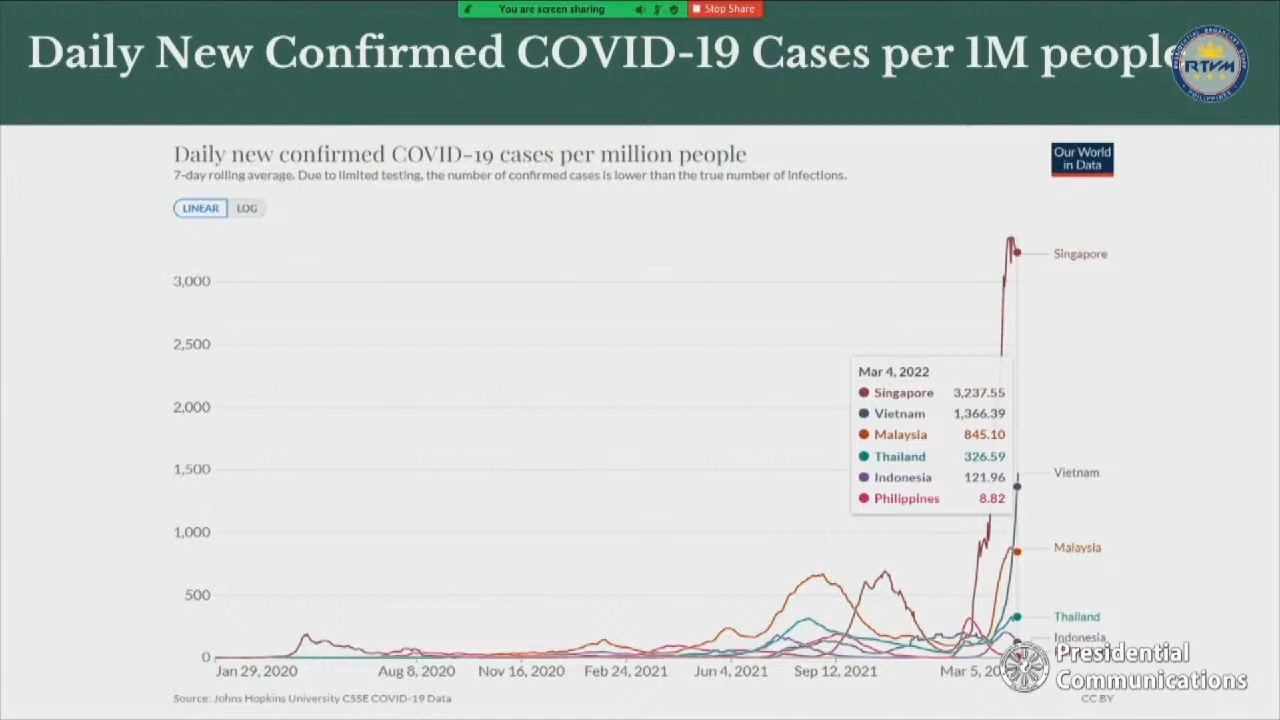 You are screen sharing
Stop Share
Daily New Confirmed COVID-19 Cases per 1M people
RTVM
PHILIPPINES
Daily new confirmed COVID-19 cases per million people
7-day rolling average. Due to limited testing, the number of confirmed cases is lower than the true number of infections.
Our World
in Data
LINEAR
LOG
3,000
2,500
2,000
1,500
1,000
500
0
Singapore
Mar 4, 2022
Singapore 3,237.55
Vietnam 1,366.39
Malaysia 845.10
Thailand 326.59
Indonesia 121.96
Philippines 8.82
Vietnam
Malaysia
Thailand
Indonesia
Jan 29, 2020
Aug 8, 2020
Nov 16, 2020
Feb 24, 2021
Jun 4, 2021
Sep 12, 2021
Mar 5, 20
Presidential
Communications
Source: Johns Hopkins University CSSE COVID-19 Data
CC BY